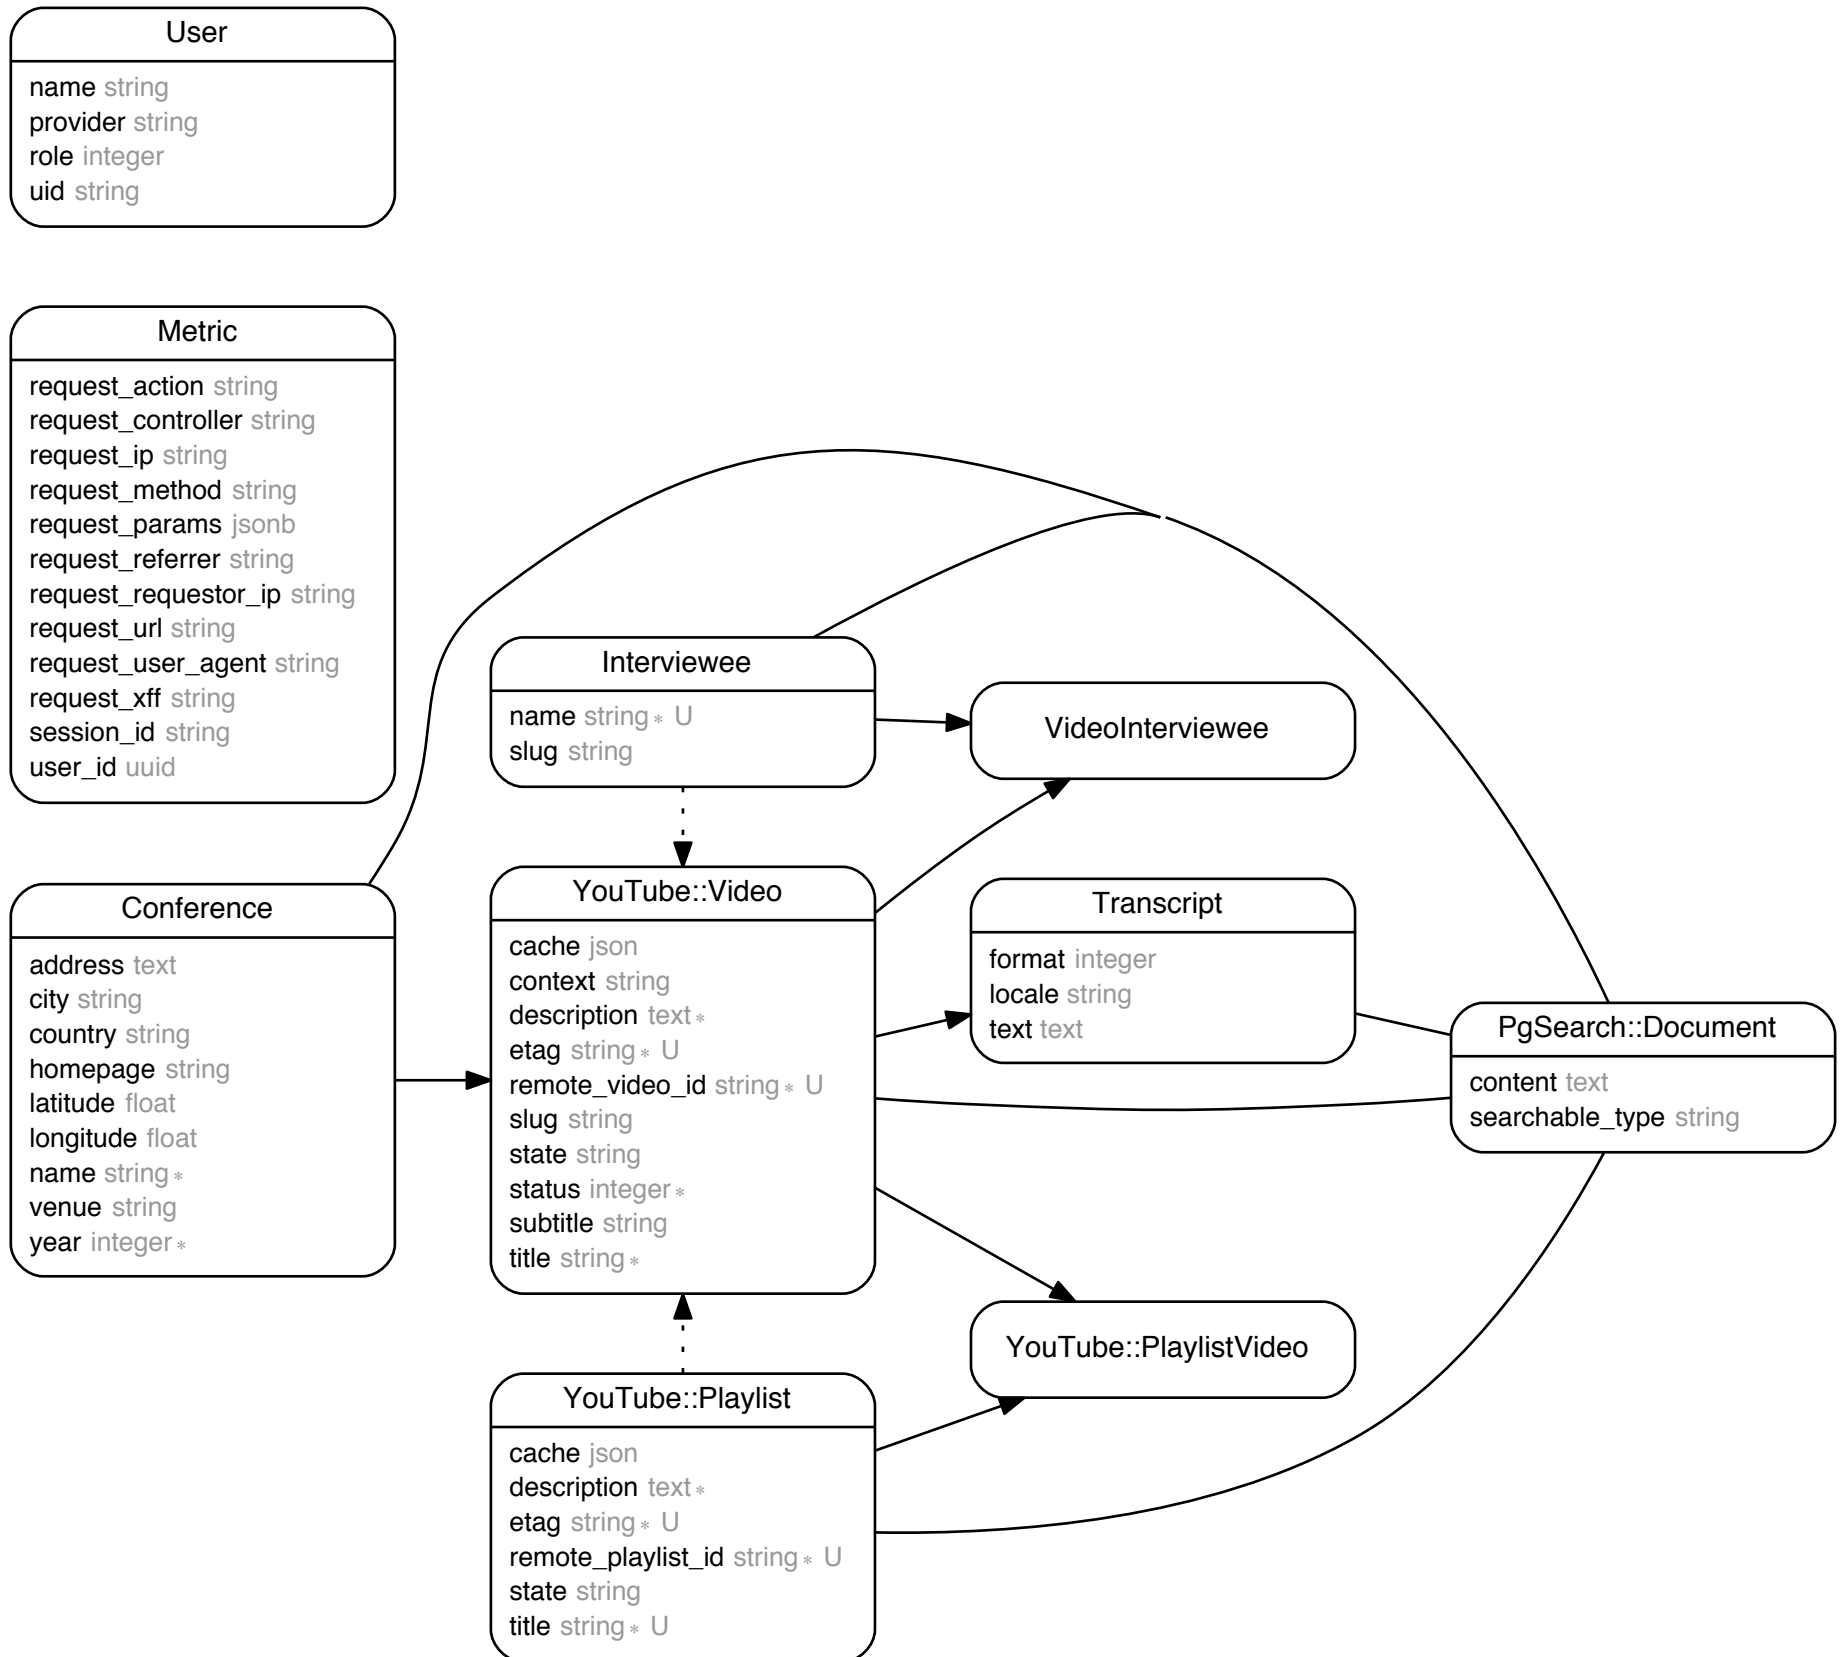 User
name string
provider string
role integer
uid string
Metric
request_action string
request_controller string
request_ip string
request_method string
request_params jsonb
request_referrer string
request_requestor_ip string
request_url string
request_user_agent string
request_xff string
session_id string
user_id uuid
Conference
address text
city string
country string
homepage string
latitude float
longitude float
name string *
venue string
year integer *
Interviewee
name string * U
slug string
YouTube::Video
cache json
context string
description text *
etag string * U
remote_video_id string * U
slug string
state string
status integer *
subtitle string
title string *
YouTube::Playlist
cache json
description text *
etag string * U
remote_playlist_id string * U
state string
title string * U
VideoInterviewee
Transcript
format integer
locale string
text text
YouTube::PlaylistVideo
PgSearch::Document
content text
searchable_type string